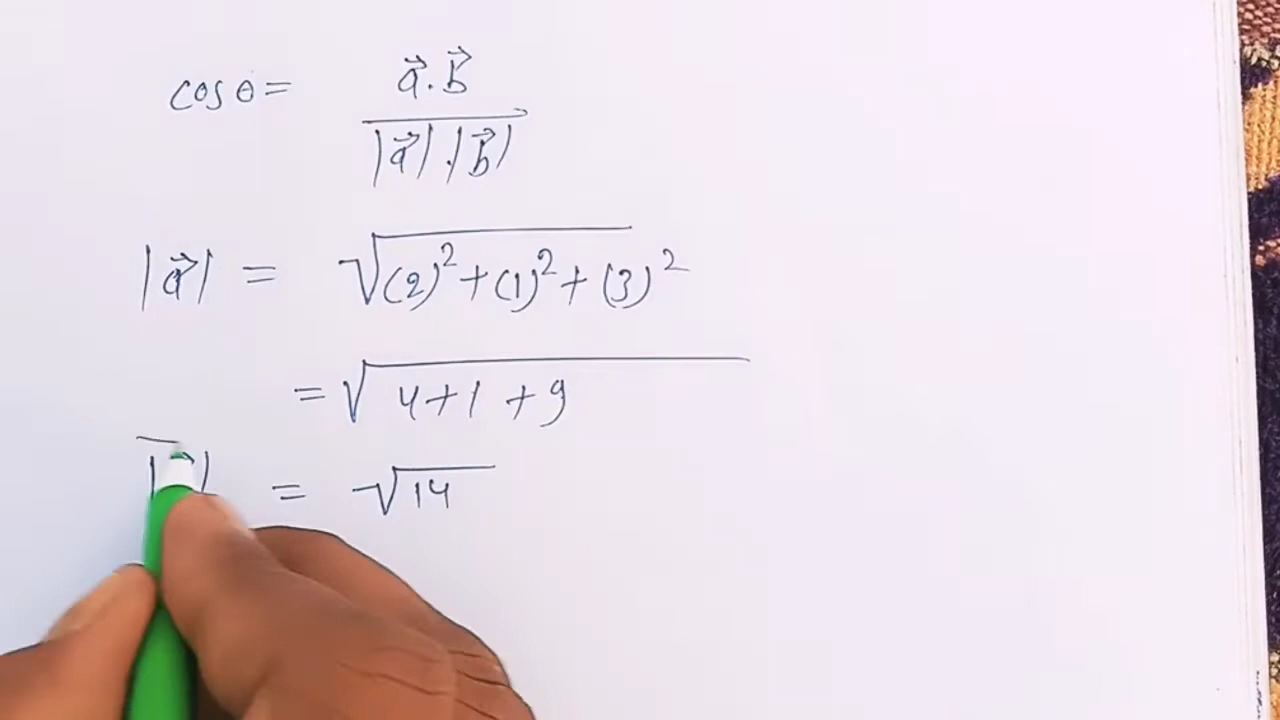 cos θ = a⃗ . b⃗ / |a⃗| . |b⃗|
|a⃗| = √(2)² + (1)² + (3)²
= √4 + 1 + 9
= √14